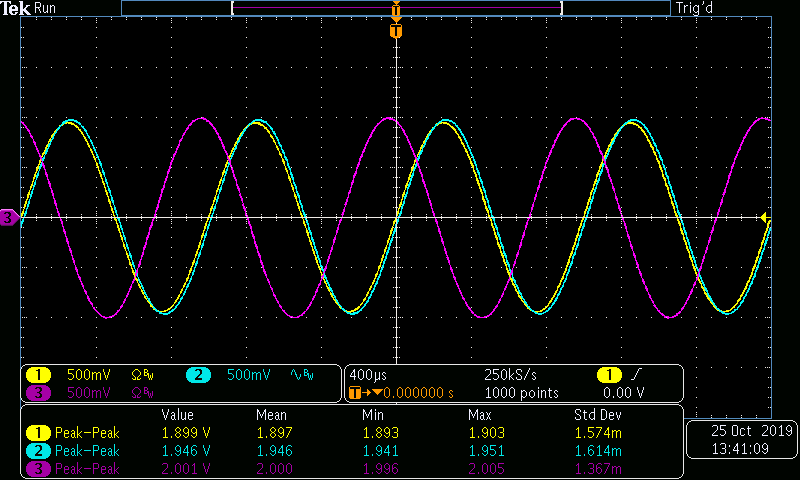 Tek Run Trig'd
T
T
3
1 500mV ΩBW 2 500mV ∿BW
3 500mV ΩBW
400µs 250kS/s 1 ∫
T→▼0.000000 s 1000 points 0.00 V
Value Mean Min Max Std Dev
1 Peak–Peak 1.899 V 1.897 1.893 1.903 1.574m
2 Peak–Peak 1.946 V 1.946 1.941 1.951 1.614m
3 Peak–Peak 2.001 V 2.000 1.996 2.005 1.367m
25 Oct 2019
13:41:09